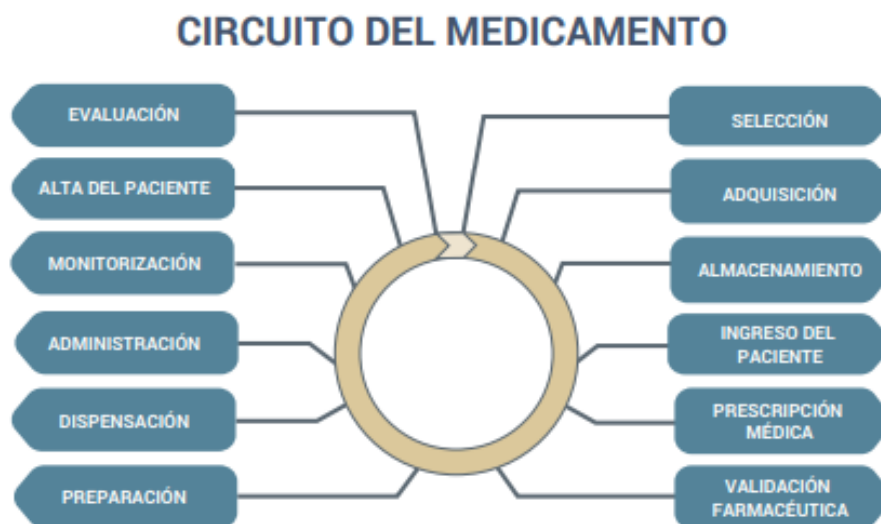 CIRCUITO DEL MEDICAMENTO
EVALUACIÓN
ALTA DEL PACIENTE
MONITORIZACIÓN
ADMINISTRACIÓN
DISPENSACIÓN
PREPARACIÓN
SELECCIÓN
ADQUISICIÓN
ALMACENAMIENTO
INGRESO DEL
PACIENTE
PRESCRIPCIÓN
MÉDICA
VALIDACIÓN
FARMACÉUTICA